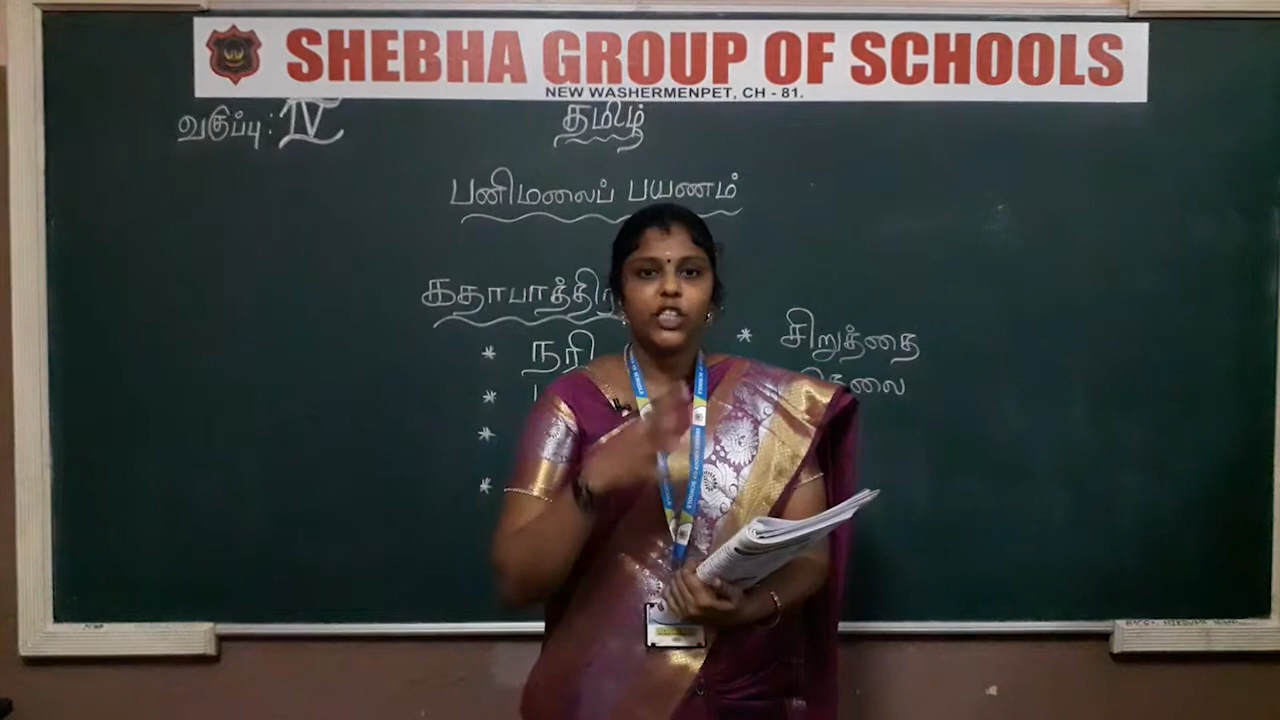 SHEBHA GROUP OF SCHOOLS
NEW WASHERMENPET, CH - 81.
வகுப்பு : IV
தமிழ்
பனிமலைப் பயணம்
கதாபாத்திர
* நரி * சிறுத்தை
*
*
*